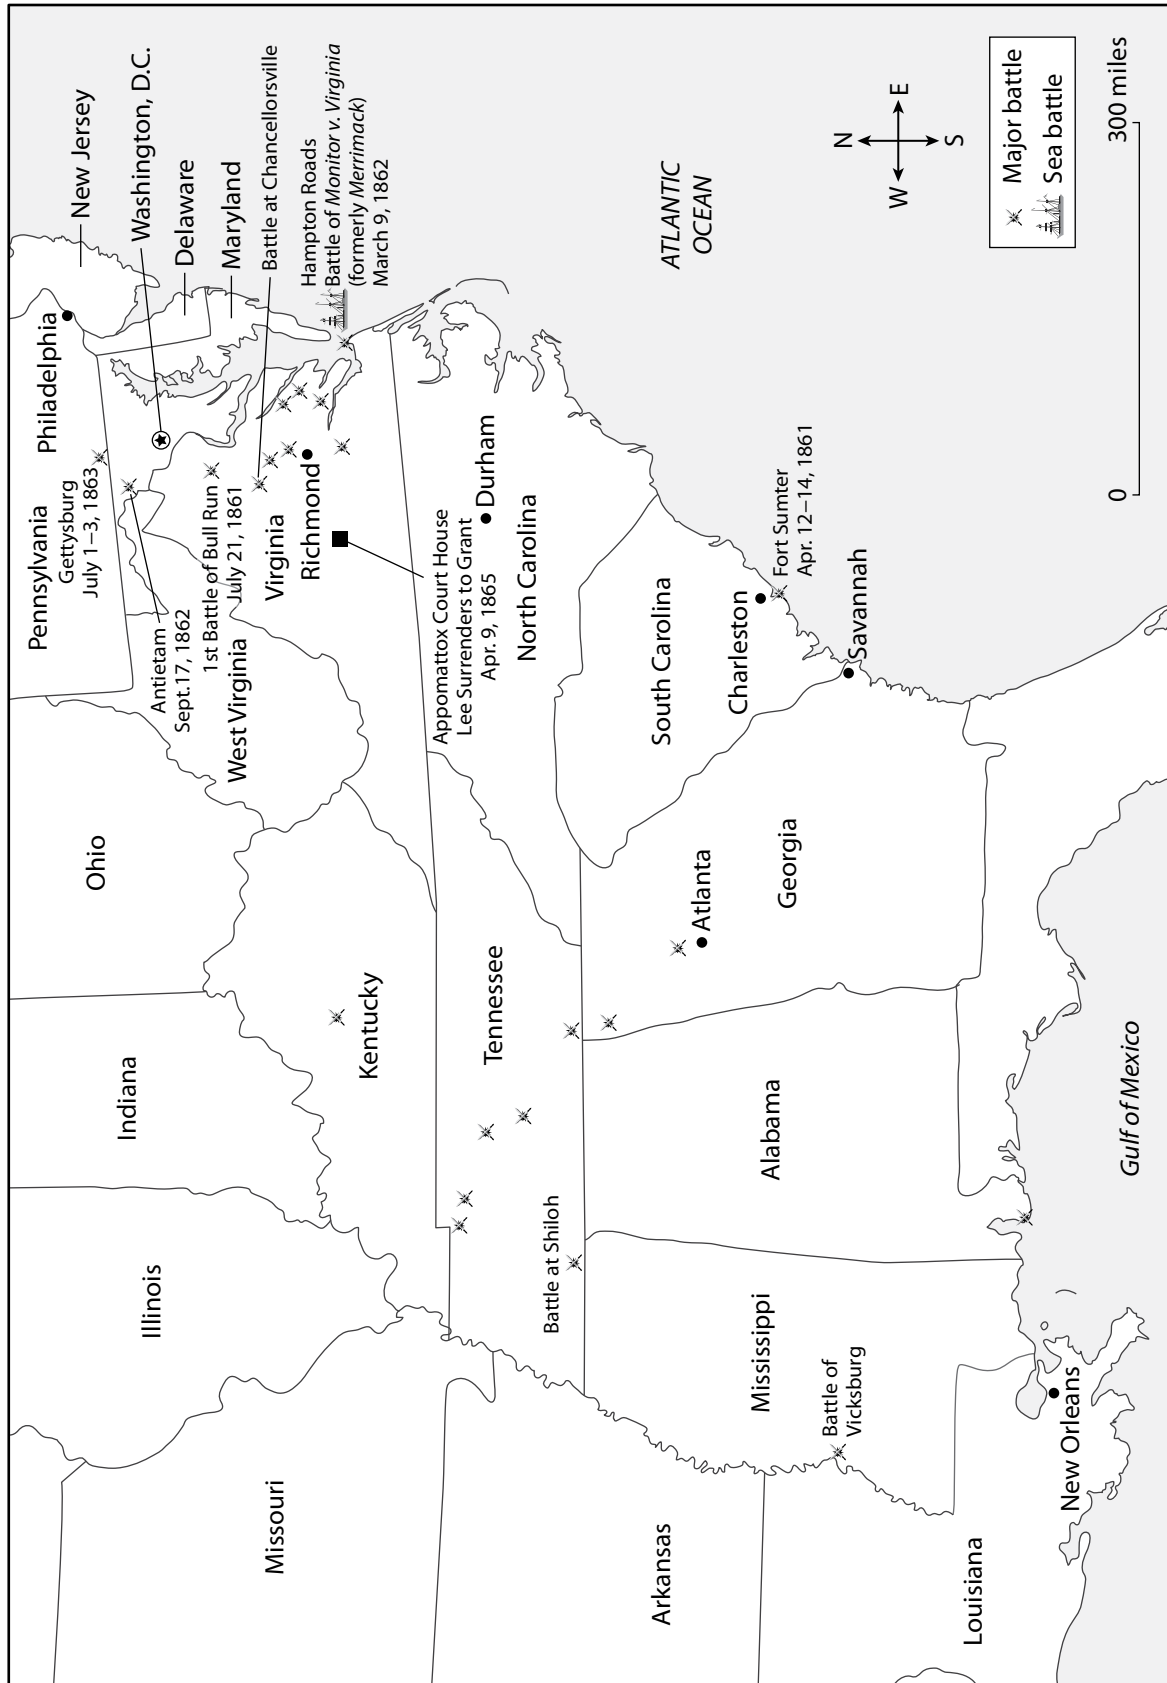 Pennsylvania
Gettysburg
July 1–3, 1863
Philadelphia
New Jersey
Washington, D.C.
Delaware
Maryland
Battle at Chancellorsville
Hampton Roads
Battle of Monitor v. Virginia
(formerly Merrimack)
March 9, 1862
Antietam
Sept.17, 1862
1st Battle of Bull Run
July 21, 1861
West Virginia
Virginia
Richmond
Appomattox Court House
Lee Surrenders to Grant
Apr. 9, 1865
Durham
North Carolina
Ohio
Indiana
Illinois
Missouri
Kentucky
Tennessee
Battle at Shiloh
Arkansas
South Carolina
Charleston
Fort Sumter
Apr. 12–14, 1861
Savannah
Atlanta
Georgia
Alabama
Mississippi
Battle of
Vicksburg
Louisiana
New Orleans
Gulf of Mexico
ATLANTIC
OCEAN
N
W
E
S
Major battle
Sea battle
0
300 miles